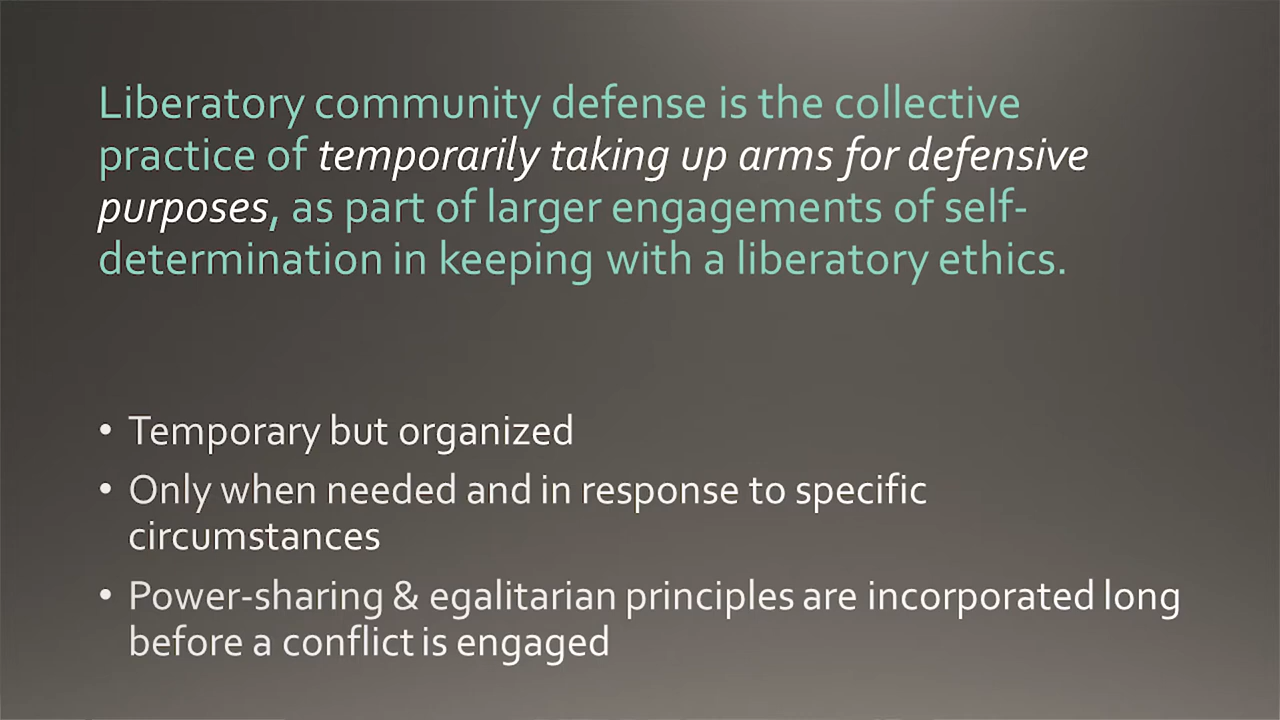 Liberatory community defense is the collective
practice of temporarily taking up arms for defensive
purposes, as part of larger engagements of self-
determination in keeping with a liberatory ethics.
• Temporary but organized
• Only when needed and in response to specific
circumstances
• Power-sharing & egalitarian principles are incorporated long
before a conflict is engaged